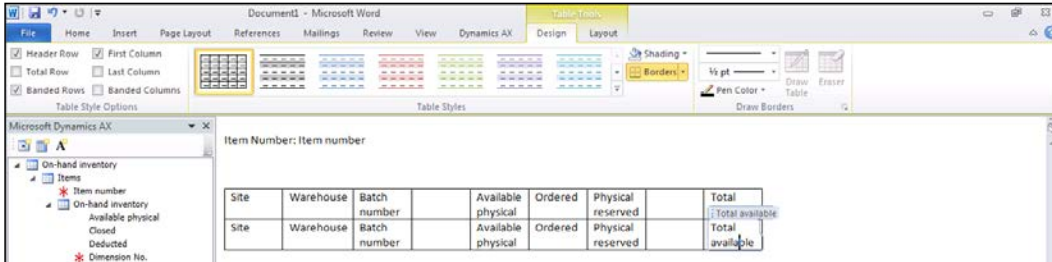 Document1 - Microsoft Word
Table Tools
File Home Insert Page Layout References Mailings Review View Dynamics AX Design Layout
Header Row First Column
Total Row Last Column
Banded Rows Banded Columns
Table Style Options
Table Styles
Shading
Borders
½ pt
Pen Color
Draw Table
Eraser
Draw Borders
Microsoft Dynamics AX
On-hand inventory
Items
Item number
On-hand inventory
Available physical
Closed
Deducted
Dimension No.
Item Number: Item number
Site Warehouse Batch number Available physical Ordered Physical reserved Total
Total available
Site Warehouse Batch number Available physical Ordered Physical reserved Total available